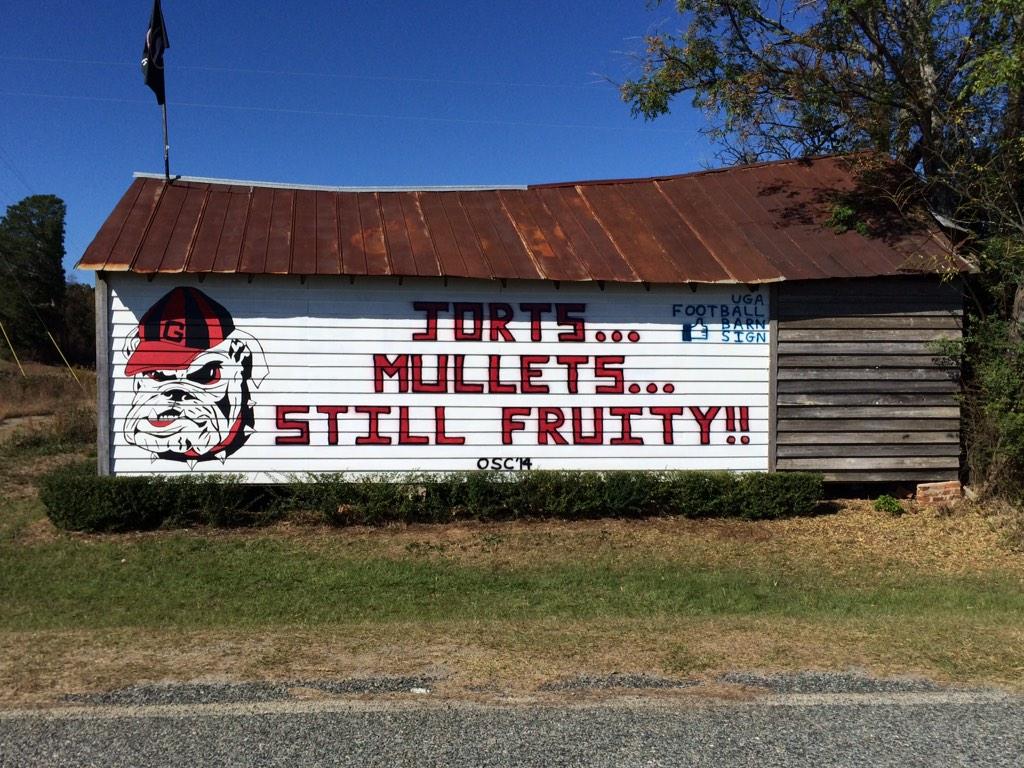 G
JORTS...
MULLETS...
STILL FRUITY!!
OSC'14
UGA
FOOTBALL
BARN
SIGN